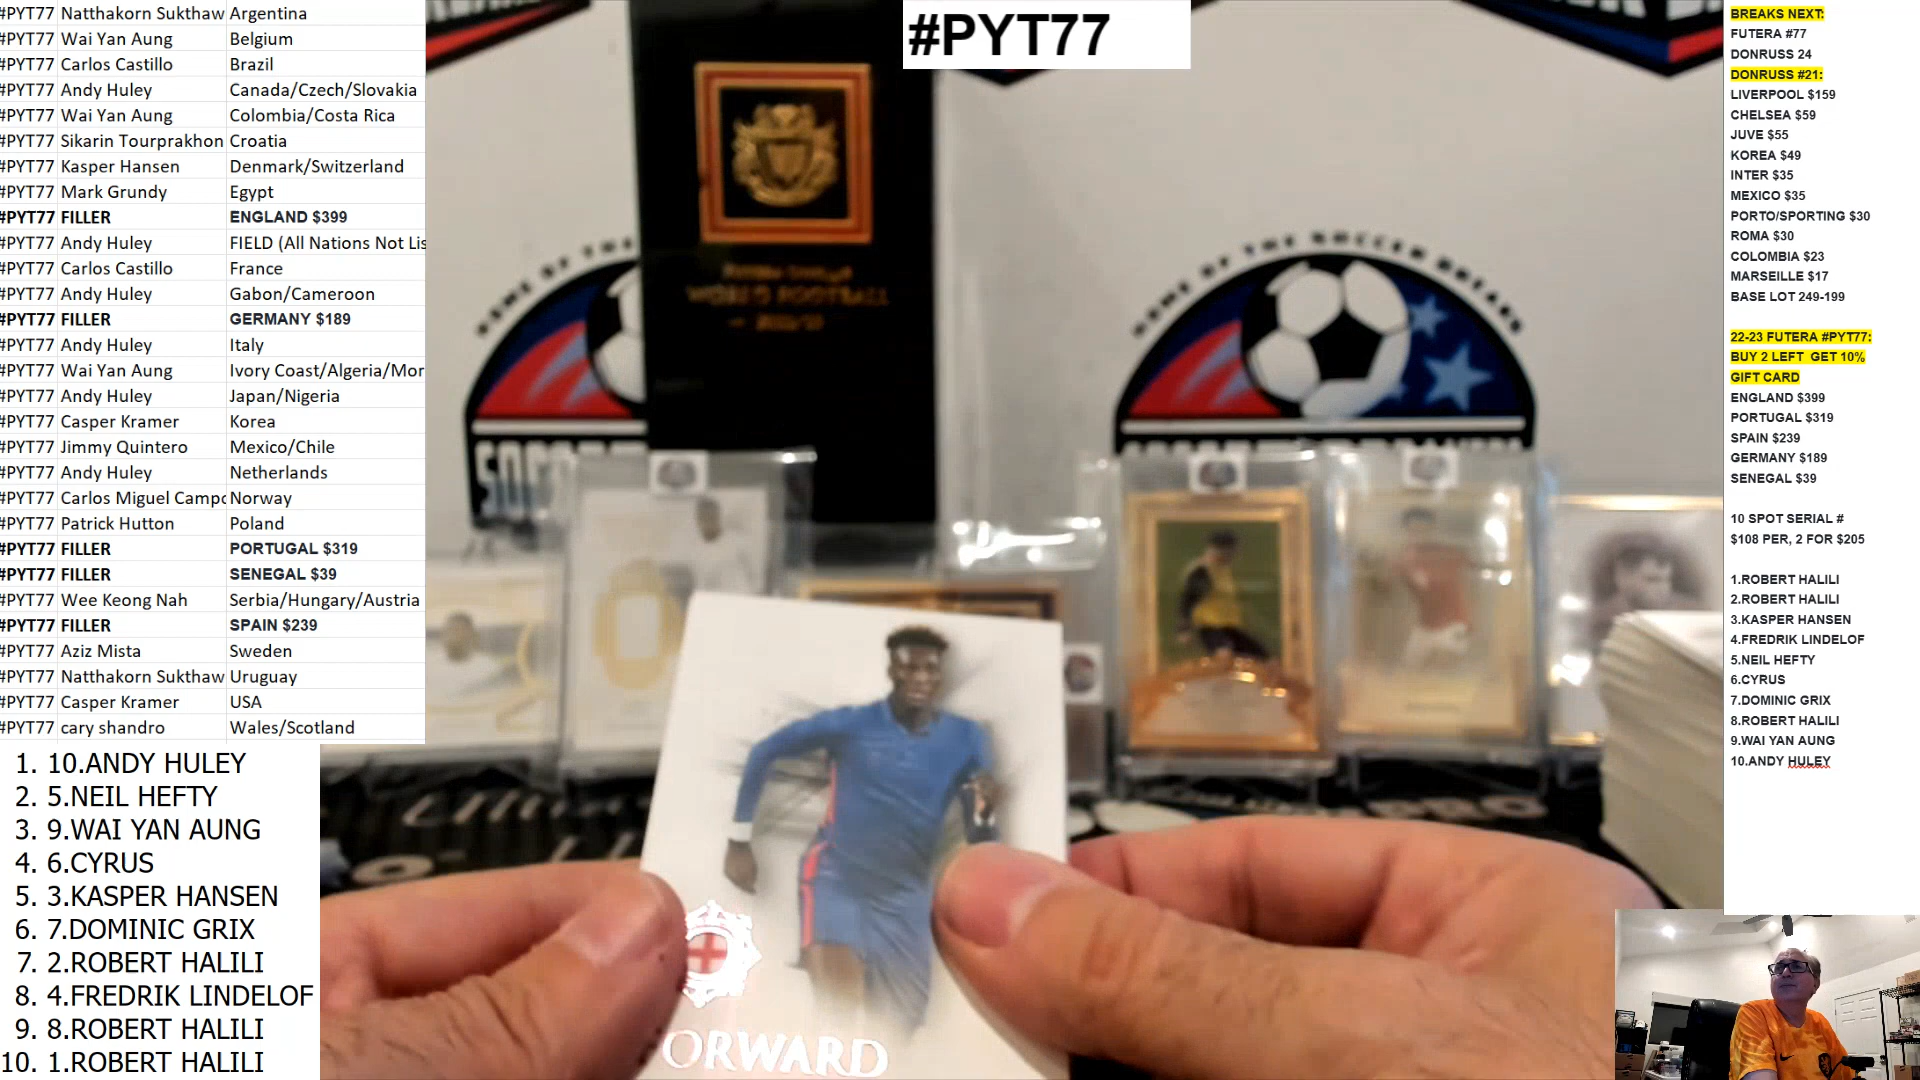 #PYT77 Natthakorn Sukthaw Argentina
#PYT77 Wai Yan Aung Belgium
#PYT77 Carlos Castillo Brazil
#PYT77 Andy Huley Canada/Czech/Slovakia
#PYT77 Wai Yan Aung Colombia/Costa Rica
#PYT77 Sikarin Tourprakhon Croatia
#PYT77 Kasper Hansen Denmark/Switzerland
#PYT77 Mark Grundy Egypt
#PYT77 FILLER ENGLAND $399
#PYT77 Andy Huley FIELD (All Nations Not Lis
#PYT77 Carlos Castillo France
#PYT77 Andy Huley Gabon/Cameroon
#PYT77 FILLER GERMANY $189
#PYT77 Andy Huley Italy
#PYT77 Wai Yan Aung Ivory Coast/Algeria/Mor
#PYT77 Andy Huley Japan/Nigeria
#PYT77 Casper Kramer Korea
#PYT77 Jimmy Quintero Mexico/Chile
#PYT77 Andy Huley Netherlands
#PYT77 Carlos Miguel Campo Norway
#PYT77 Patrick Hutton Poland
#PYT77 FILLER PORTUGAL $319
#PYT77 FILLER SENEGAL $39
#PYT77 Wee Keong Nah Serbia/Hungary/Austria
#PYT77 FILLER SPAIN $239
#PYT77 Aziz Mista Sweden
#PYT77 Natthakorn Sukthaw Uruguay
#PYT77 Casper Kramer USA
#PYT77 cary shandro Wales/Scotland
1. 10.ANDY HULEY
2. 5.NEIL HEFTY
3. 9.WAI YAN AUNG
4. 6.CYRUS
5. 3.KASPER HANSEN
6. 7.DOMINIC GRIX
7. 2.ROBERT HALILI
8. 4.FREDRIK LINDELOF
9. 8.ROBERT HALILI
10. 1.ROBERT HALILI
#PYT77
WORLD FOOTBALL
HOME OF THE
HOME OF THE SOCCER BREAKS
ORWARD
BREAKS NEXT:
FUTERA #77
DONRUSS 24
DONRUSS #21:
LIVERPOOL $159
CHELSEA $59
JUVE $55
KOREA $49
INTER $35
MEXICO $35
PORTO/SPORTING $30
ROMA $30
COLOMBIA $23
MARSEILLE $17
BASE LOT 249-199
22-23 FUTERA #PYT77:
BUY 2 LEFT GET 10%
GIFT CARD
ENGLAND $399
PORTUGAL $319
SPAIN $239
GERMANY $189
SENEGAL $39
10 SPOT SERIAL #
$108 PER, 2 FOR $205
1.ROBERT HALILI
2.ROBERT HALILI
3.KASPER HANSEN
4.FREDRIK LINDELOF
5.NEIL HEFTY
6.CYRUS
7.DOMINIC GRIX
8.ROBERT HALILI
9.WAI YAN AUNG
10.ANDY HULEY